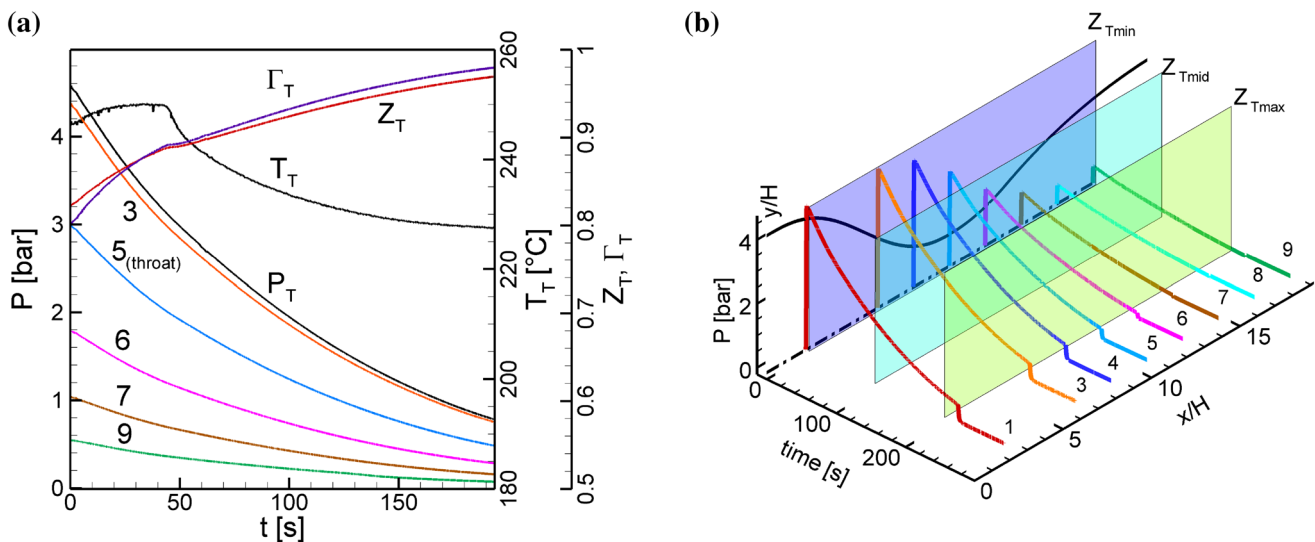 (a)
4
3
2
1
0
P [bar]
0
50
100
150
t [s]
Γ_T
Z_T
T_T
3
5(throat)
P_T
6
7
9
260
240
220
200
180
T_T [°C]
1
0.9
0.8
0.7
0.6
0.5
Z_T, Γ_T
(b)
Z_Tmin
Z_Tmid
Z_Tmax
y/H
4
2
0
P [bar]
0
100
200
time [s]
0
5
10
15
x/H
1
3
4
5
6
7
8
9